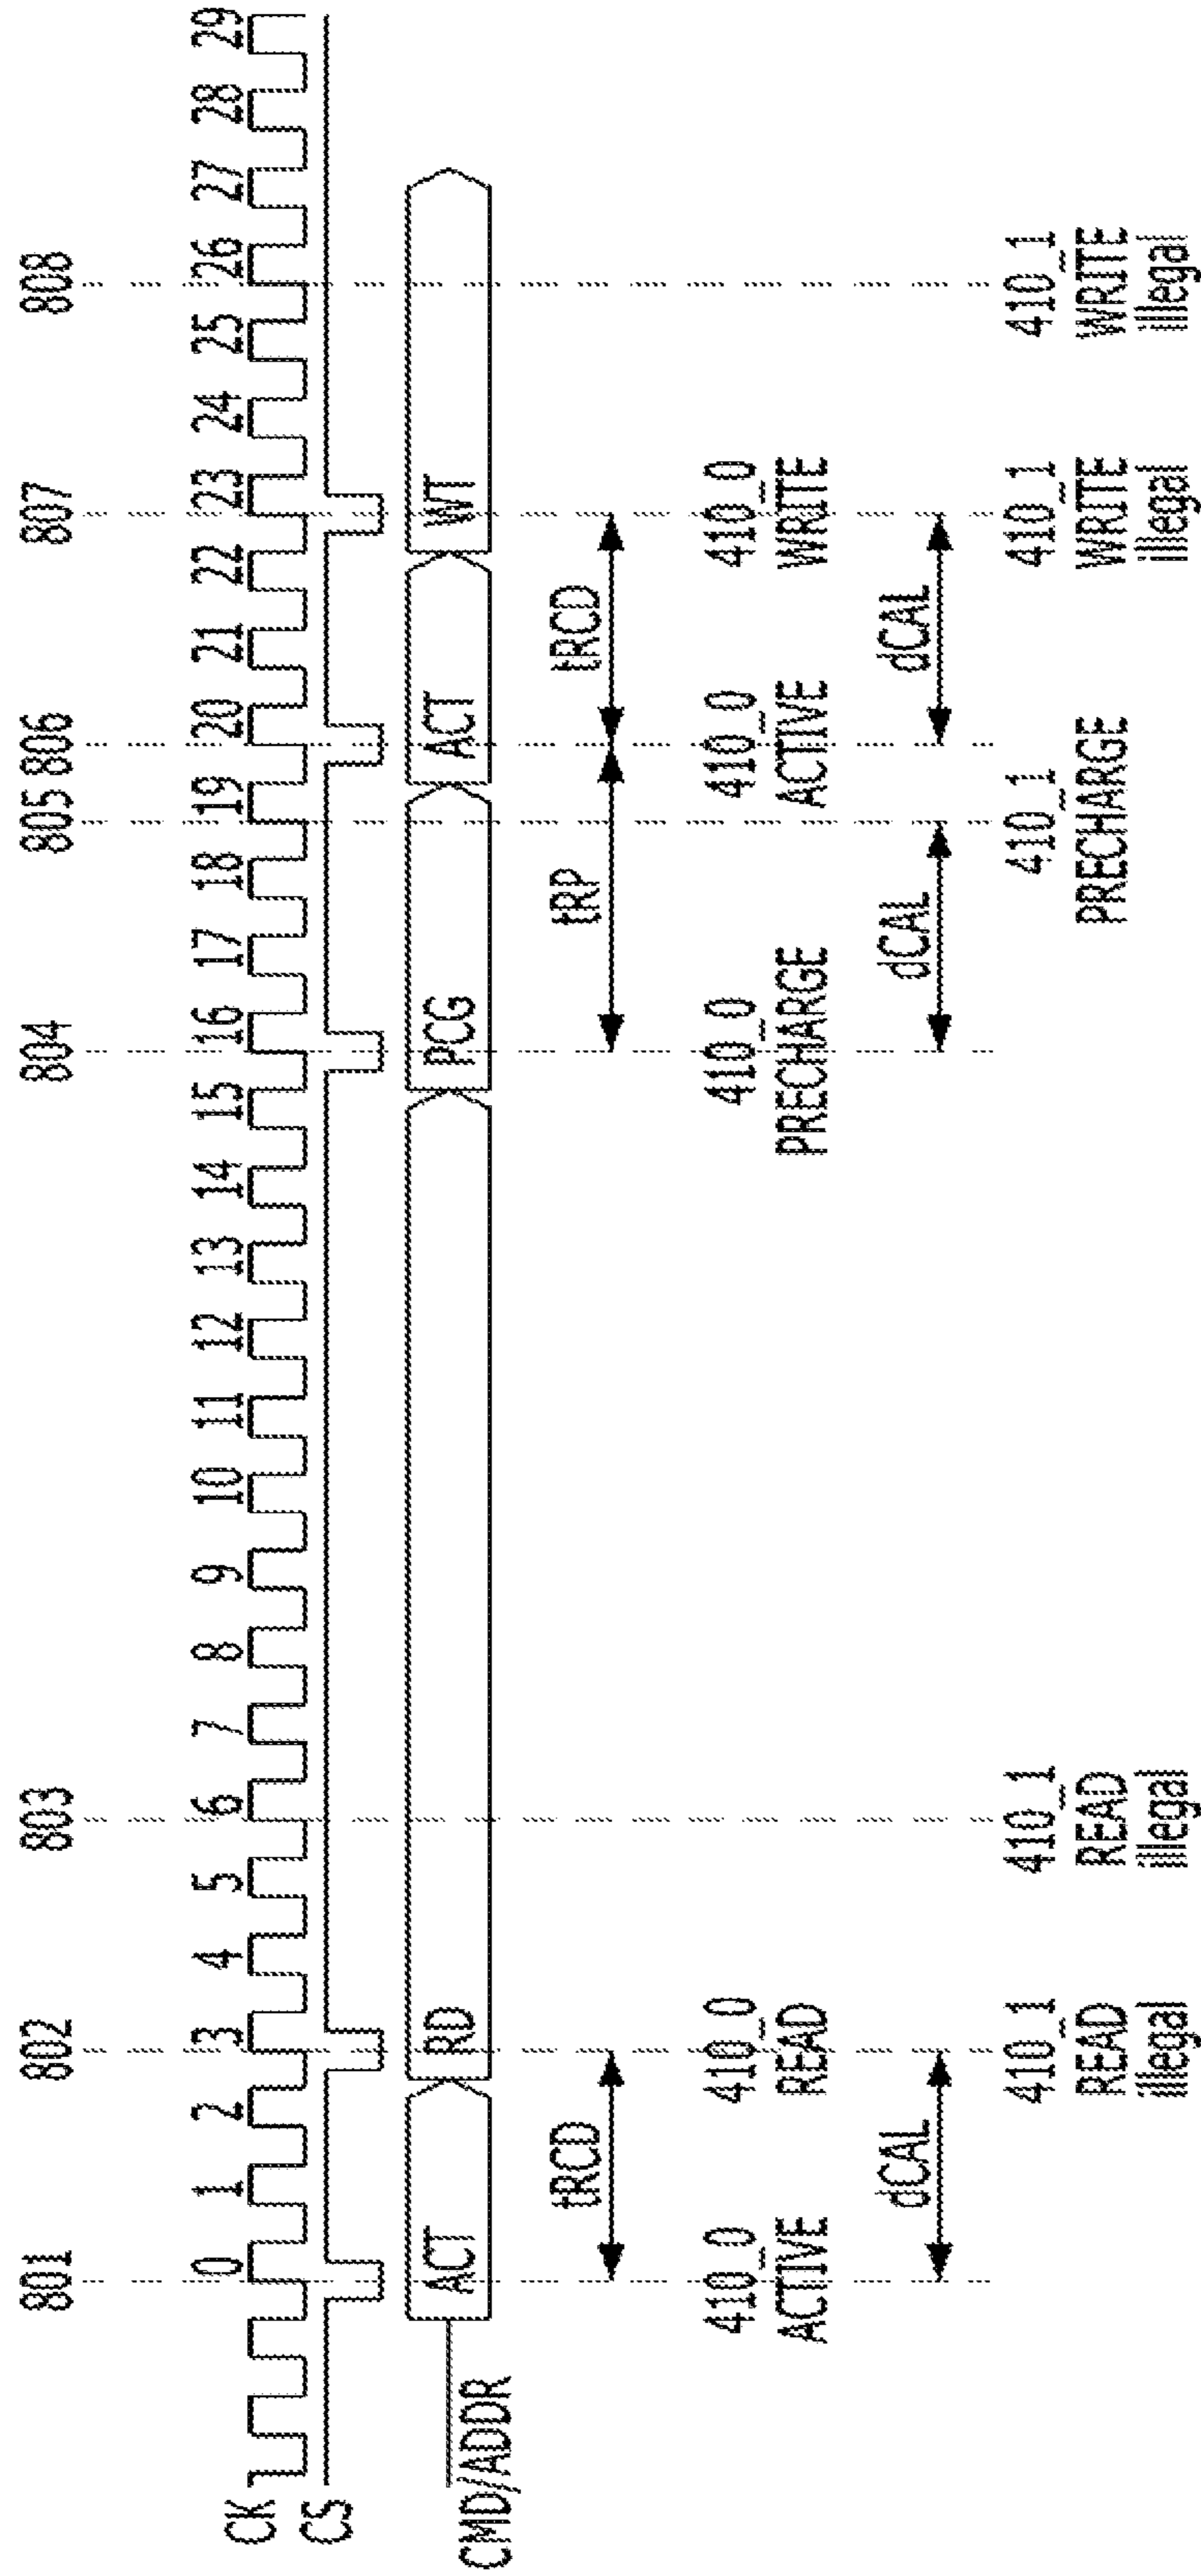 801 802 803 804 805 806 807 808
0 1 2 3 4 5 6 7 8 9 10 11 12 13 14 15 16 17 18 19 20 21 22 23 24 25 26 27 28 29
CK
CS
CMD/ADDR ACT RD PCG ACT WT
tRCD tRP tRCD
410_0 410_0 410_0 410_0 410_0
ACTIVE READ PRECHARGE ACTIVE WRITE
dCAL dCAL dCAL
410_1 410_1 410_1 410_1 410_1
READ READ PRECHARGE WRITE WRITE
illegal illegal illegal illegal